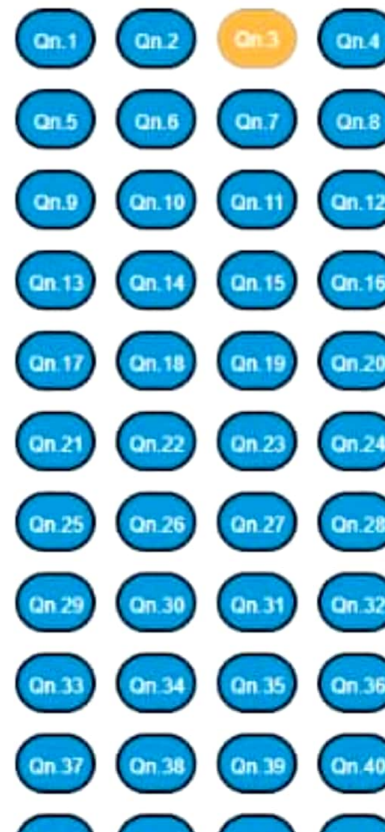 Qn.1 Qn.2 Qn.3 Qn.4
Qn.5 Qn.6 Qn.7 Qn.8
Qn.9 Qn.10 Qn.11 Qn.12
Qn.13 Qn.14 Qn.15 Qn.16
Qn.17 Qn.18 Qn.19 Qn.20
Qn.21 Qn.22 Qn.23 Qn.24
Qn.25 Qn.26 Qn.27 Qn.28
Qn.29 Qn.30 Qn.31 Qn.32
Qn.33 Qn.34 Qn.35 Qn.36
Qn.37 Qn.38 Qn.39 Qn.40